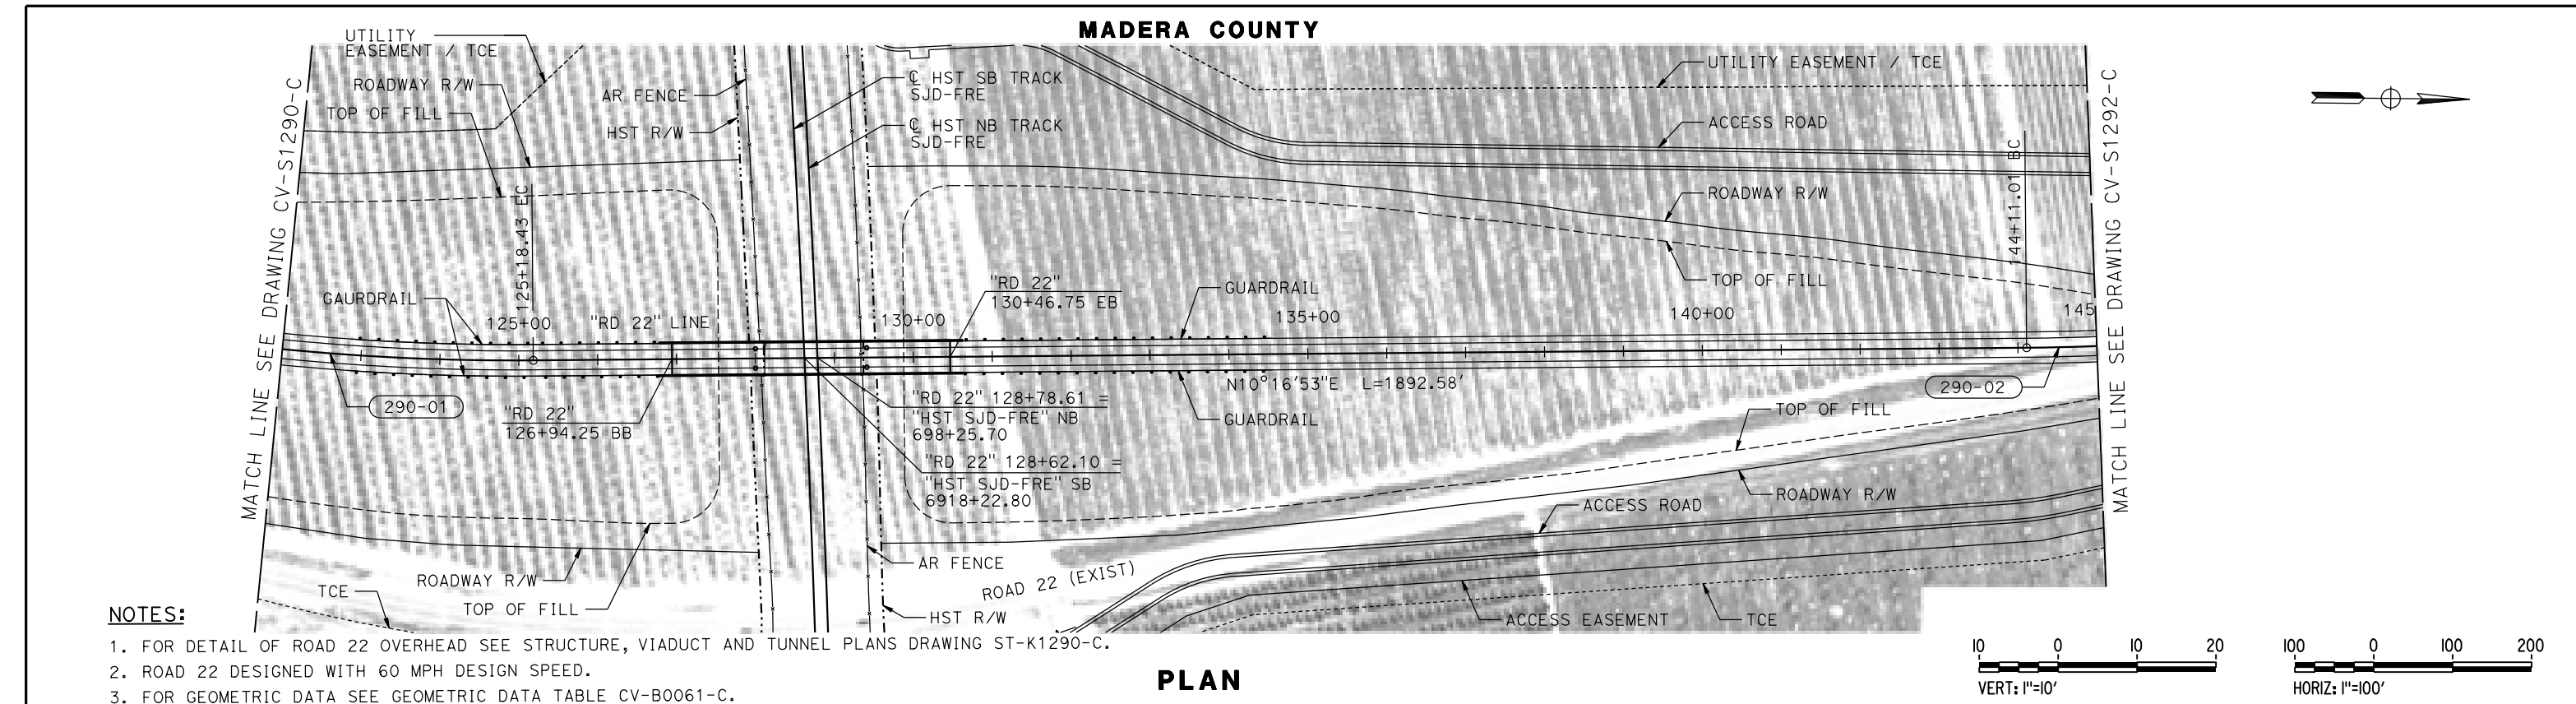 MADERA COUNTY
UTILITY
EASEMENT / TCE
ROADWAY R/W
TOP OF FILL
AR FENCE
HST R/W
℄ HST SB TRACK
SJD-FRE
℄ HST NB TRACK
SJD-FRE
UTILITY EASEMENT / TCE
ACCESS ROAD
ROADWAY R/W
TOP OF FILL
MATCH LINE SEE DRAWING CV-S1290-C
MATCH LINE SEE DRAWING CV-S1292-C
125+18.43 EC
144+11.01 BC
GAURDRAIL
125+00
"RD 22" LINE
130+00
"RD 22"
130+46.75 EB
GUARDRAIL
135+00
140+00
145
290-01
"RD 22"
126+94.25 BB
"RD 22" 128+78.61 =
"HST SJD-FRE" NB
698+25.70
"RD 22" 128+62.10 =
"HST SJD-FRE" SB
6918+22.80
N10°16'53"E L=1892.58'
GUARDRAIL
290-02
TOP OF FILL
ROADWAY R/W
ACCESS ROAD
AR FENCE
ROAD 22 (EXIST)
HST R/W
ACCESS EASEMENT
TCE
ROADWAY R/W
TCE
TOP OF FILL
NOTES:
1. FOR DETAIL OF ROAD 22 OVERHEAD SEE STRUCTURE, VIADUCT AND TUNNEL PLANS DRAWING ST-K1290-C.
2. ROAD 22 DESIGNED WITH 60 MPH DESIGN SPEED.
3. FOR GEOMETRIC DATA SEE GEOMETRIC DATA TABLE CV-B0061-C.
PLAN
10 0 10 20
VERT: 1"=10'
100 0 100 200
HORIZ: 1"=100'